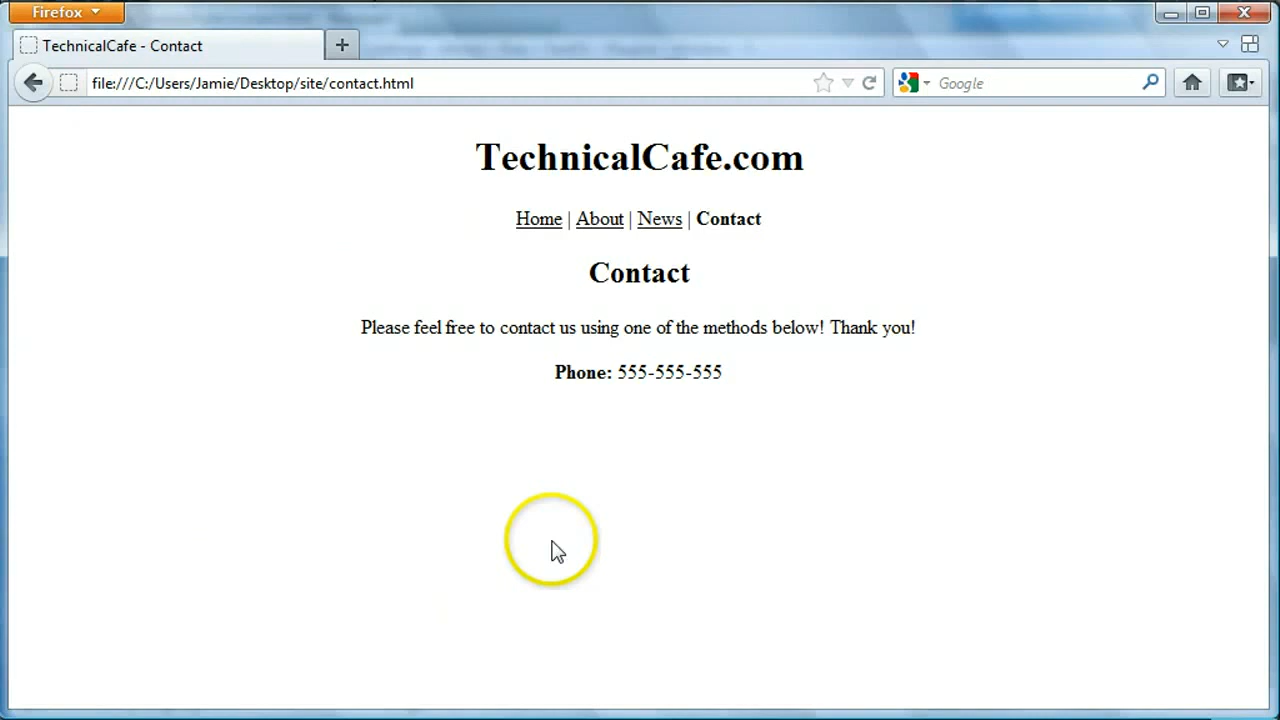 Firefox
TechnicalCafe - Contact
file:///C:/Users/Jamie/Desktop/site/contact.html
Google
TechnicalCafe.com
Home | About | News | Contact
Contact
Please feel free to contact us using one of the methods below! Thank you!
Phone: 555-555-555